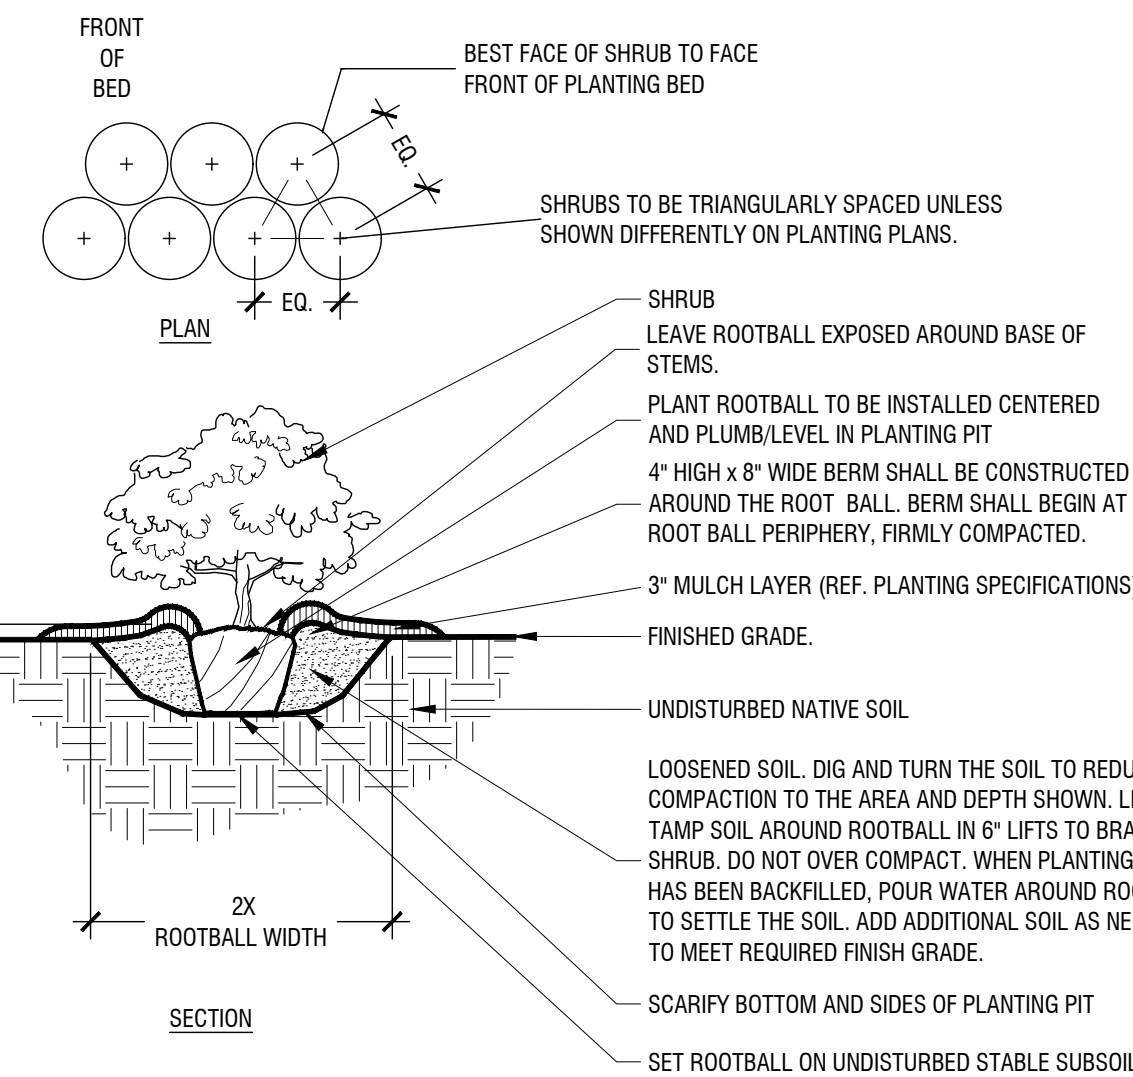 FRONT
OF
BED
BEST FACE OF SHRUB TO FACE
FRONT OF PLANTING BED
EQ.
SHRUBS TO BE TRIANGULARLY SPACED UNLESS
SHOWN DIFFERENTLY ON PLANTING PLANS.
EQ.
PLAN
SHRUB
LEAVE ROOTBALL EXPOSED AROUND BASE OF
STEMS.
PLANT ROOTBALL TO BE INSTALLED CENTERED
AND PLUMB/LEVEL IN PLANTING PIT
4" HIGH x 8" WIDE BERM SHALL BE CONSTRUCTED
AROUND THE ROOT BALL. BERM SHALL BEGIN AT
ROOT BALL PERIPHERY, FIRMLY COMPACTED.
3" MULCH LAYER (REF. PLANTING SPECIFICATIONS)
FINISHED GRADE.
UNDISTURBED NATIVE SOIL
LOOSENED SOIL. DIG AND TURN THE SOIL TO
COMPACTION TO THE AREA AND DEPTH SHOWN.
TAMP SOIL AROUND ROOTBALL IN 6" LIFTS TO
SHRUB. DO NOT OVER COMPACT. WHEN PLANTING
HAS BEEN BACKFILLED, POUR WATER AROUND
TO SETTLE THE SOIL. ADD ADDITIONAL SOIL AS
TO MEET REQUIRED FINISH GRADE.
2X
ROOTBALL WIDTH
SCARIFY BOTTOM AND SIDES OF PLANTING PIT
SECTION
SET ROOTBALL ON UNDISTURBED STABLE SUBSOIL